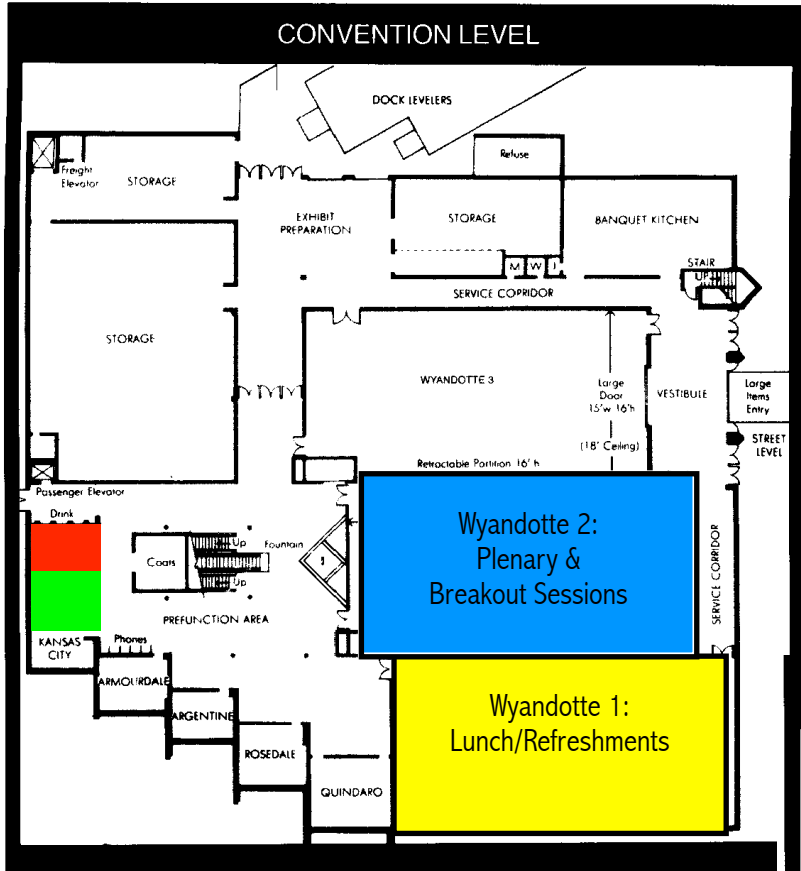 CONVENTION LEVEL
DOCK LEVELERS
Refuse
Freight
Elevator
STORAGE
EXHIBIT
PREPARATION
STORAGE
BANQUET KITCHEN
M W J
STAIR
UP
SERVICE CORRIDOR
STORAGE
WYANDOTTE 3
Large
Door
15'w 16'h
(18' Ceiling)
VESTIBULE
Large
Items
Entry
STREET
LEVEL
Retractable Partition 16' h
Passenger Elevator
Drink
Coats
Up
Up
Fountain
Wyandotte 2:
Plenary &
Breakout Sessions
SERVICE CORRIDOR
PREFUNCTION AREA
KANSAS
CITY
Phones
ARMOURDALE
ARGENTINE
ROSEDALE
QUINDARO
Wyandotte 1:
Lunch/Refreshments